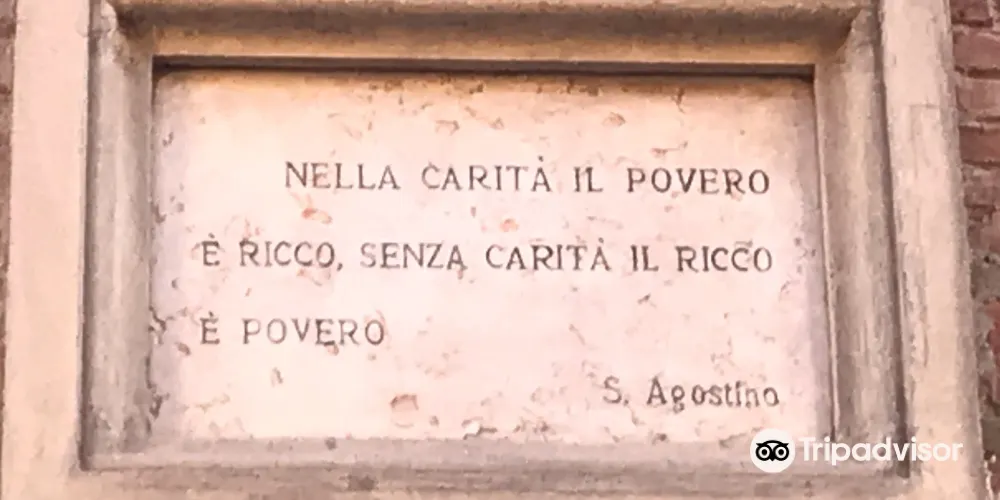 NELLA CARITÀ IL POVERO
È RICCO, SENZA CARITÀ IL RICCO
È POVERO
S. Agostino
Tripadvisor